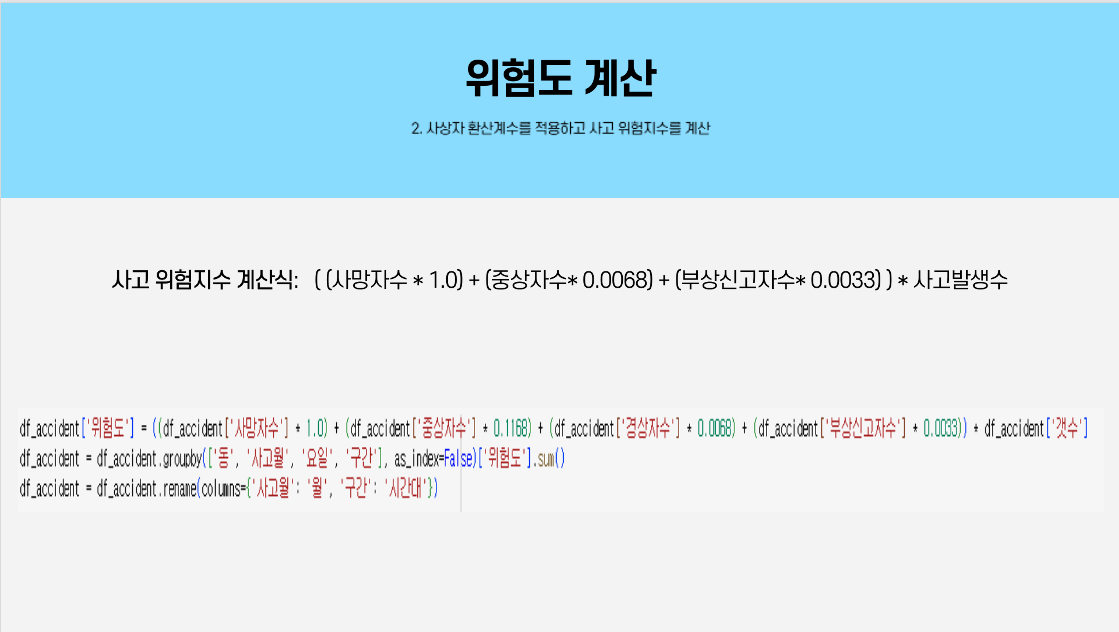 위험도 계산
2. 사상자 환산계수를 적용하고 사고 위험지수를 계산
사고 위험지수 계산식: ( (사망자수 * 1.0) + (중상자수* 0.0068) + (부상신고자수* 0.0033) ) * 사고발생수
df_accident['위험도'] = ((df_accident['사망자수'] * 1.0) + (df_accident['중상자수'] * 0.1168) + (df_accident['경상자수'] * 0.0068) + (df_accident['부상신고자수'] * 0.0033)) * df_accident['갯수']
df_accident = df_accident.groupby(['동', '사고월', '요일', '구간'], as_index=False)['위험도'].sum()
df_accident = df_accident.rename(columns={'사고월': '월', '구간': '시간대'})